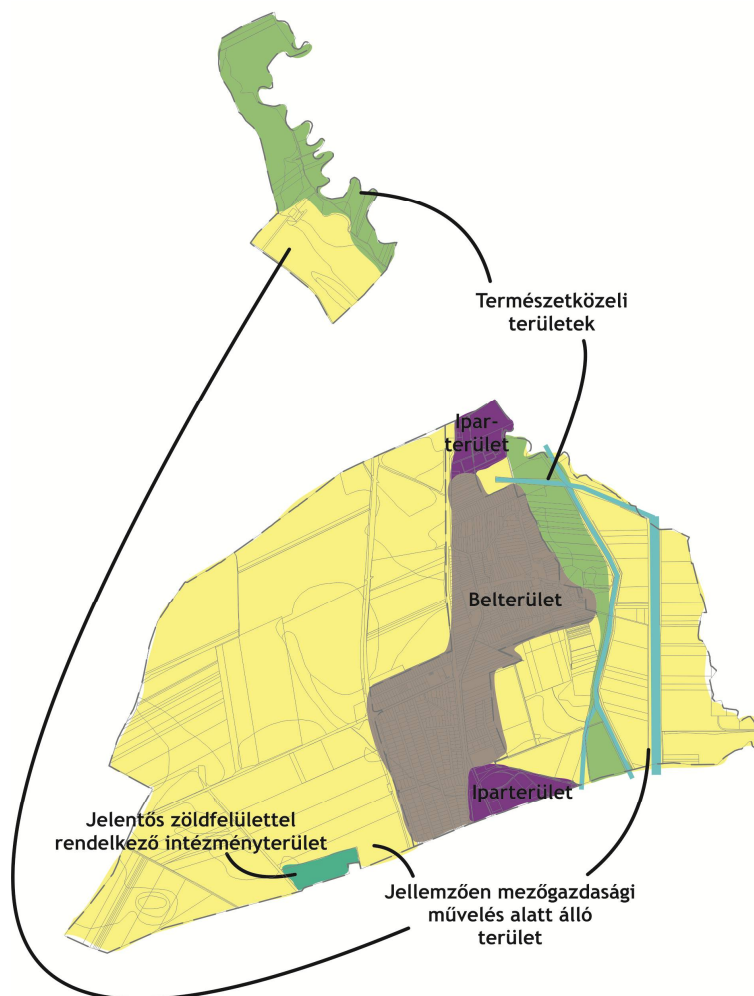 Természetközeli
területek
Ipar-
terület
Belterület
Iparterület
Jelentős zöldfelülettel
rendelkező intézményterület
Jellemzően mezőgazdasági
művelés alatt álló
terület